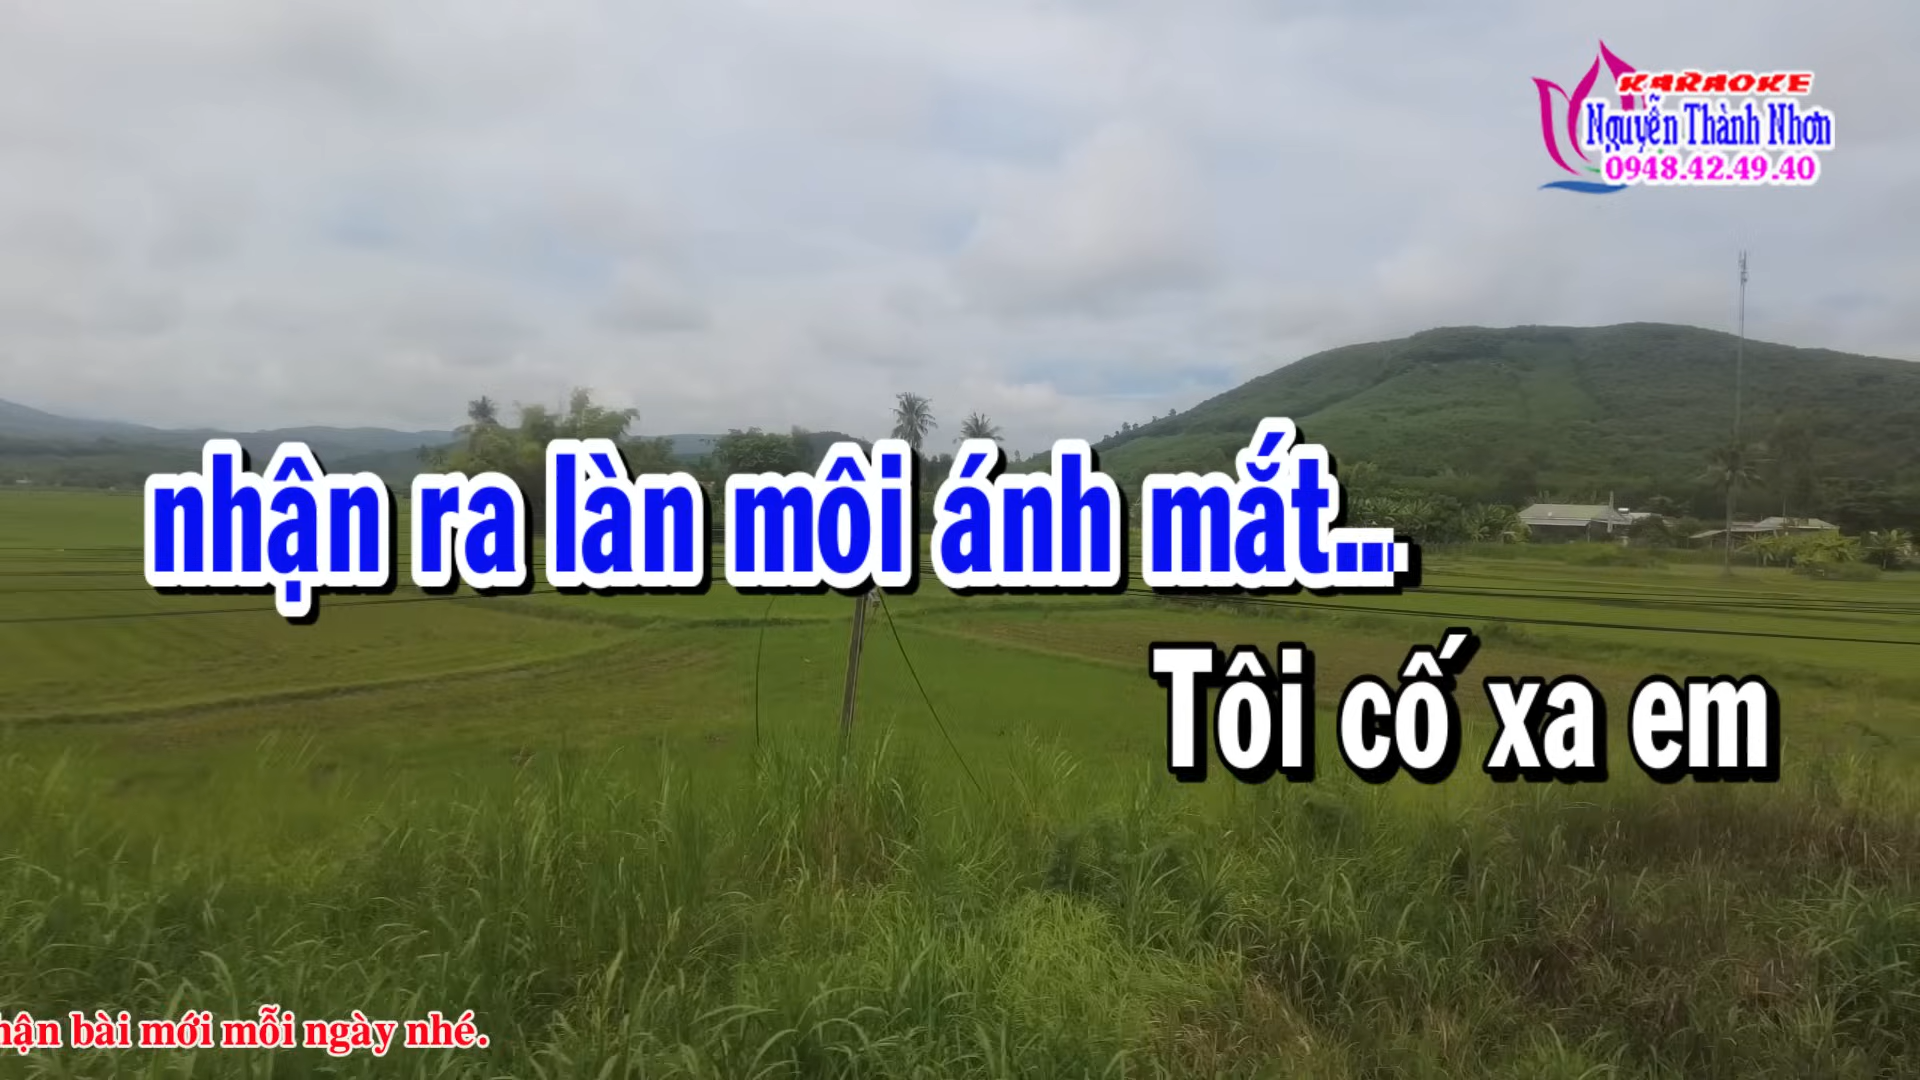 KARAOKE
Nguyễn Thành Nhơn
0948.42.49.40
nhận ra làn môi ánh mắt...
Tôi cố xa em
bài mới mỗi ngày nhé.